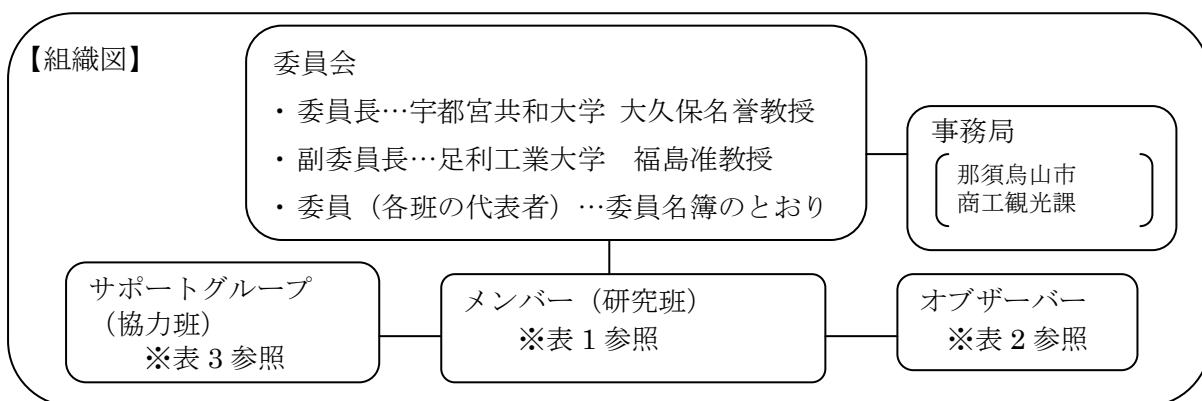 【組織図】
委員会
・委員長…宇都宮共和大学 大久保名誉教授
・副委員長…足利工業大学　福島准教授
・委員（各班の代表者）…委員名簿のとおり
事務局
那須烏山市
商工観光課
サポートグループ
（協力班）
※表 3 参照
メンバー（研究班）
※表 1 参照
オブザーバー
※表 2 参照